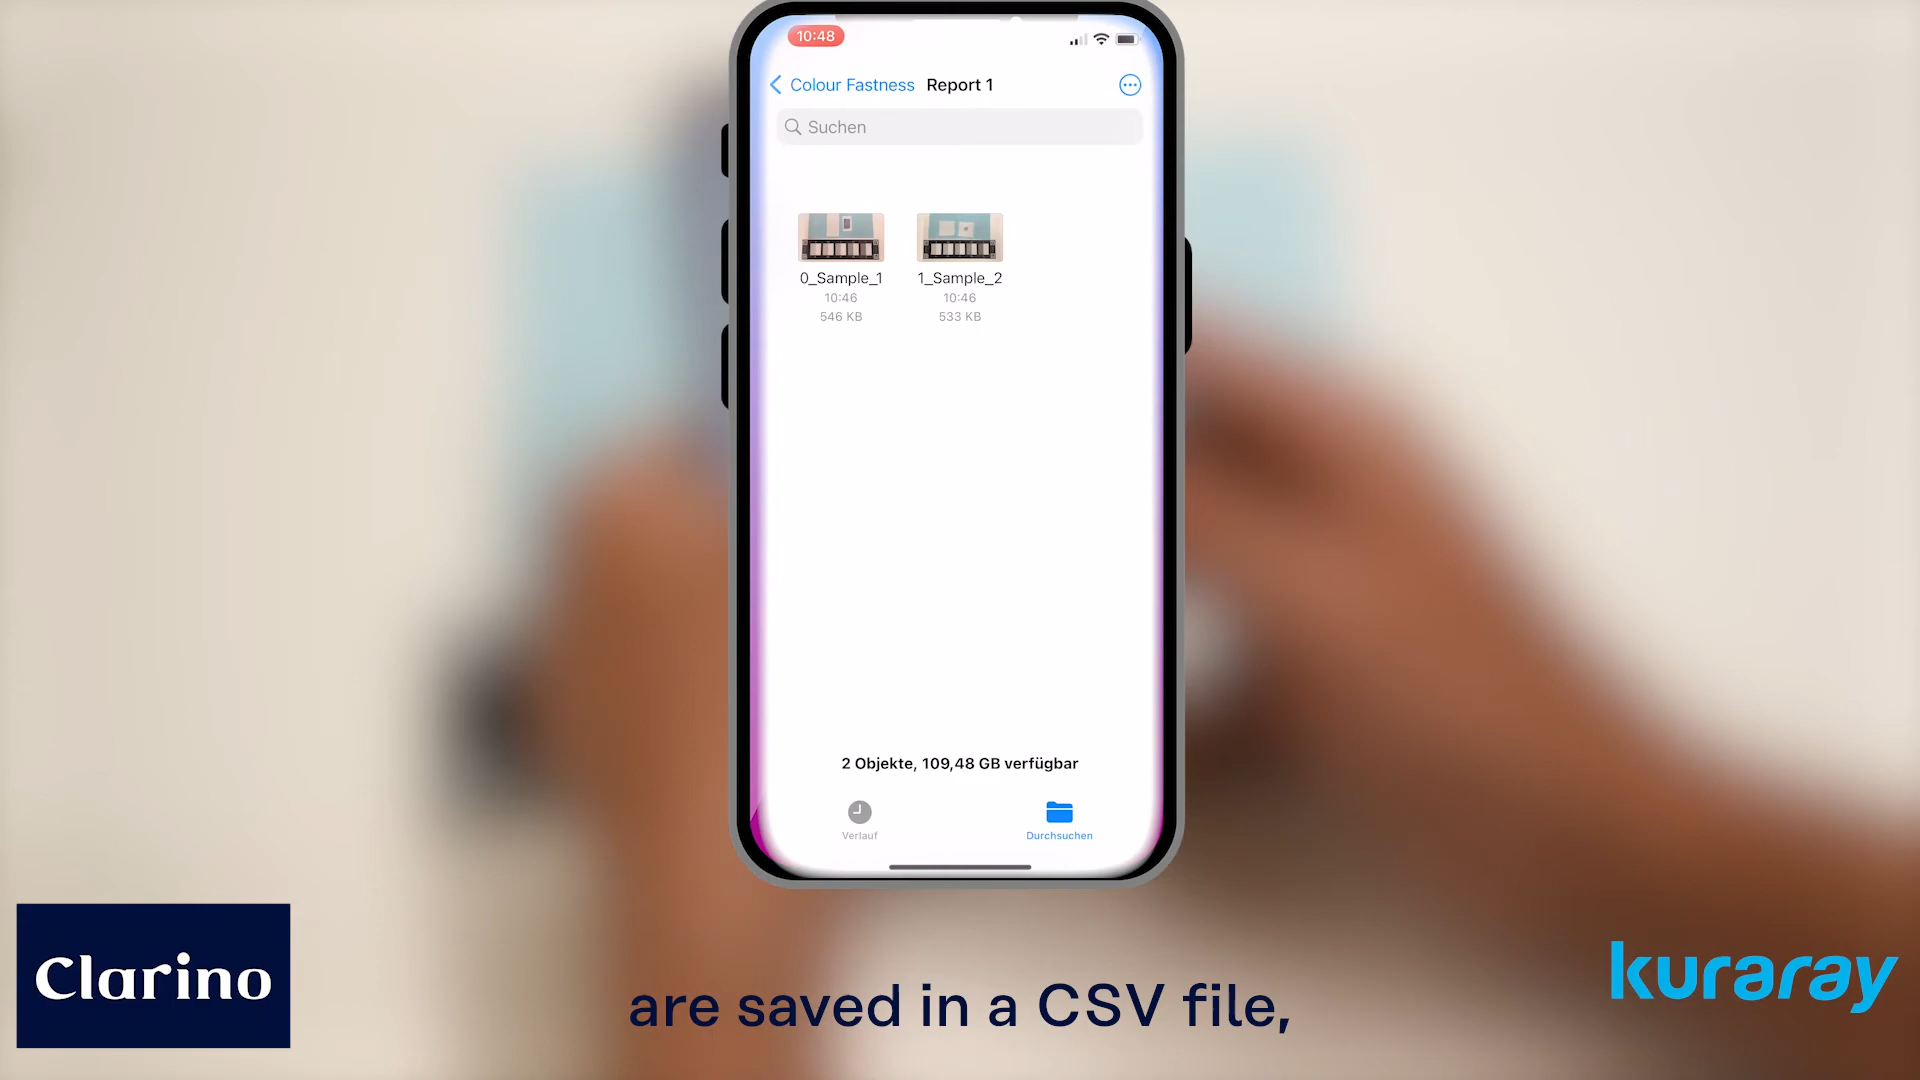 10:48
Colour Fastness Report 1
Suchen
0_Sample_1 1_Sample_2
10:46 10:46
546 KB 533 KB
2 Objekte, 109,48 GB verfügbar
Verlauf Durchsuchen
Clarino
kuraray
are saved in a CSV file,